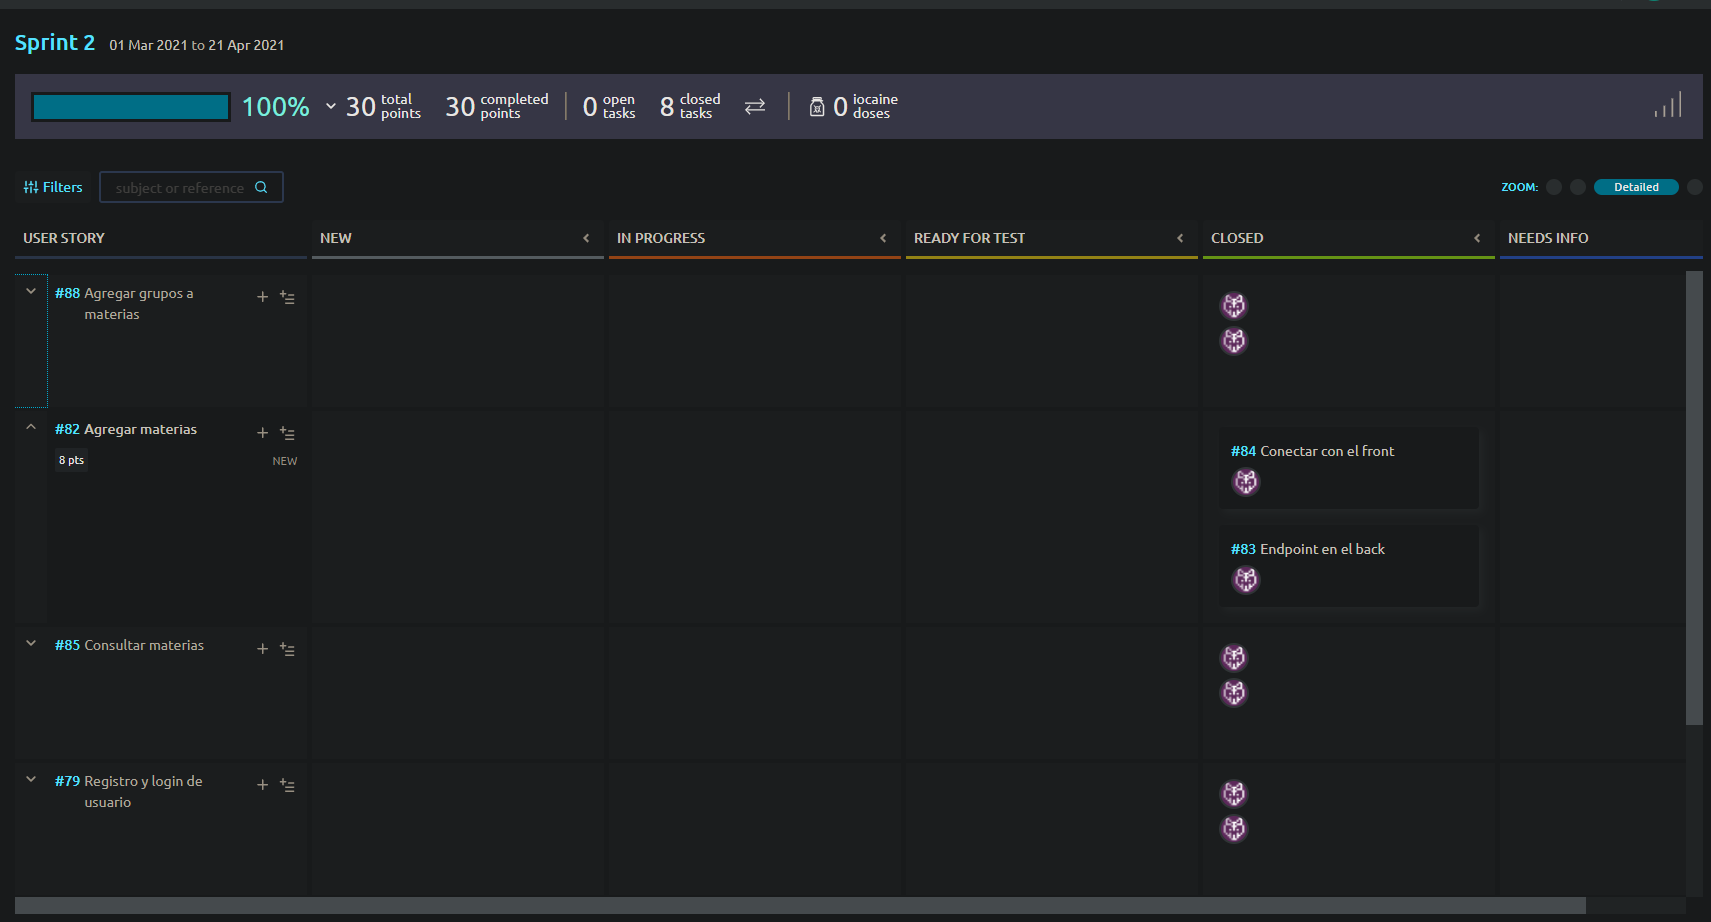 Sprint 2 01 Mar 2021 to 21 Apr 2021
100% 30 total points 30 completed points 0 open tasks 8 closed tasks 0 iocaine doses
Filters subject or reference ZOOM: Detailed
USER STORY NEW IN PROGRESS READY FOR TEST CLOSED NEEDS INFO
#88 Agregar grupos a
materias
#82 Agregar materias
8 pts NEW
#84 Conectar con el front
#83 Endpoint en el back
#85 Consultar materias
#79 Registro y login de
usuario